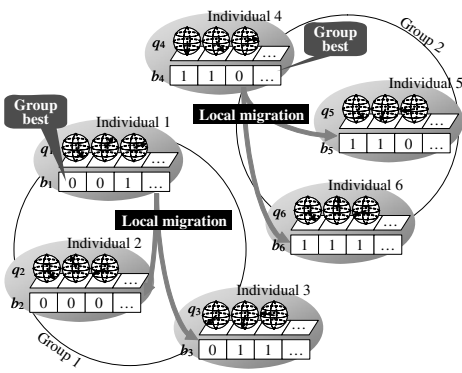 Individual 4
q4
...
b4 1 1 0 ...
Group best
Group 2
Individual 5
q5
...
b5 1 1 0 ...
Local migration
Group best
Individual 1
q1
...
b1 0 0 1 ...
Individual 6
q6
...
b6 1 1 1 ...
Local migration
Individual 2
q2
...
b2 0 0 0 ...
Individual 3
q3
...
b3 0 1 1 ...
Group 1